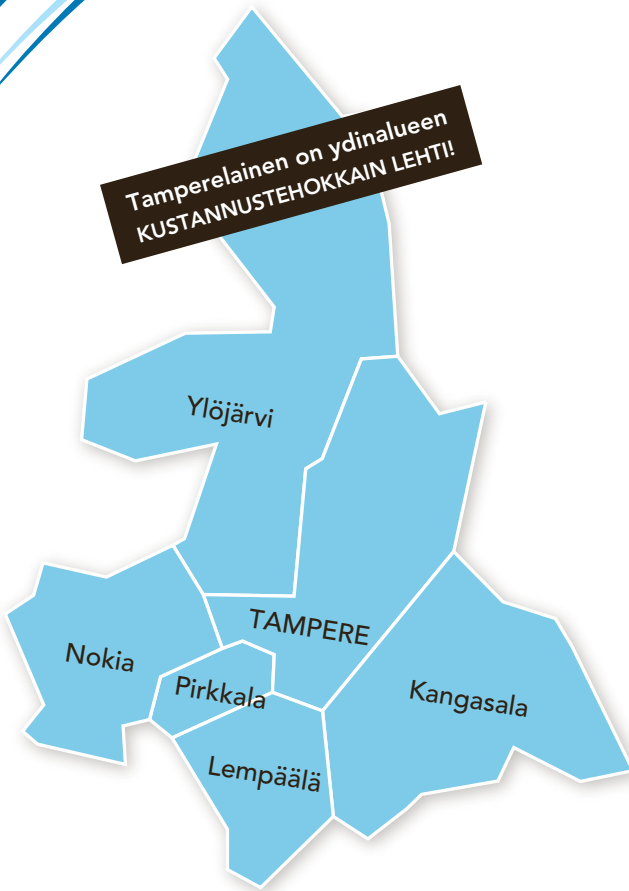 Tamperelainen on ydinalueen
KUSTANNUSTEHOKKAIN LEHTI!
Ylöjärvi
TAMPERE
Nokia
Pirkkala
Kangasala
Lempäälä